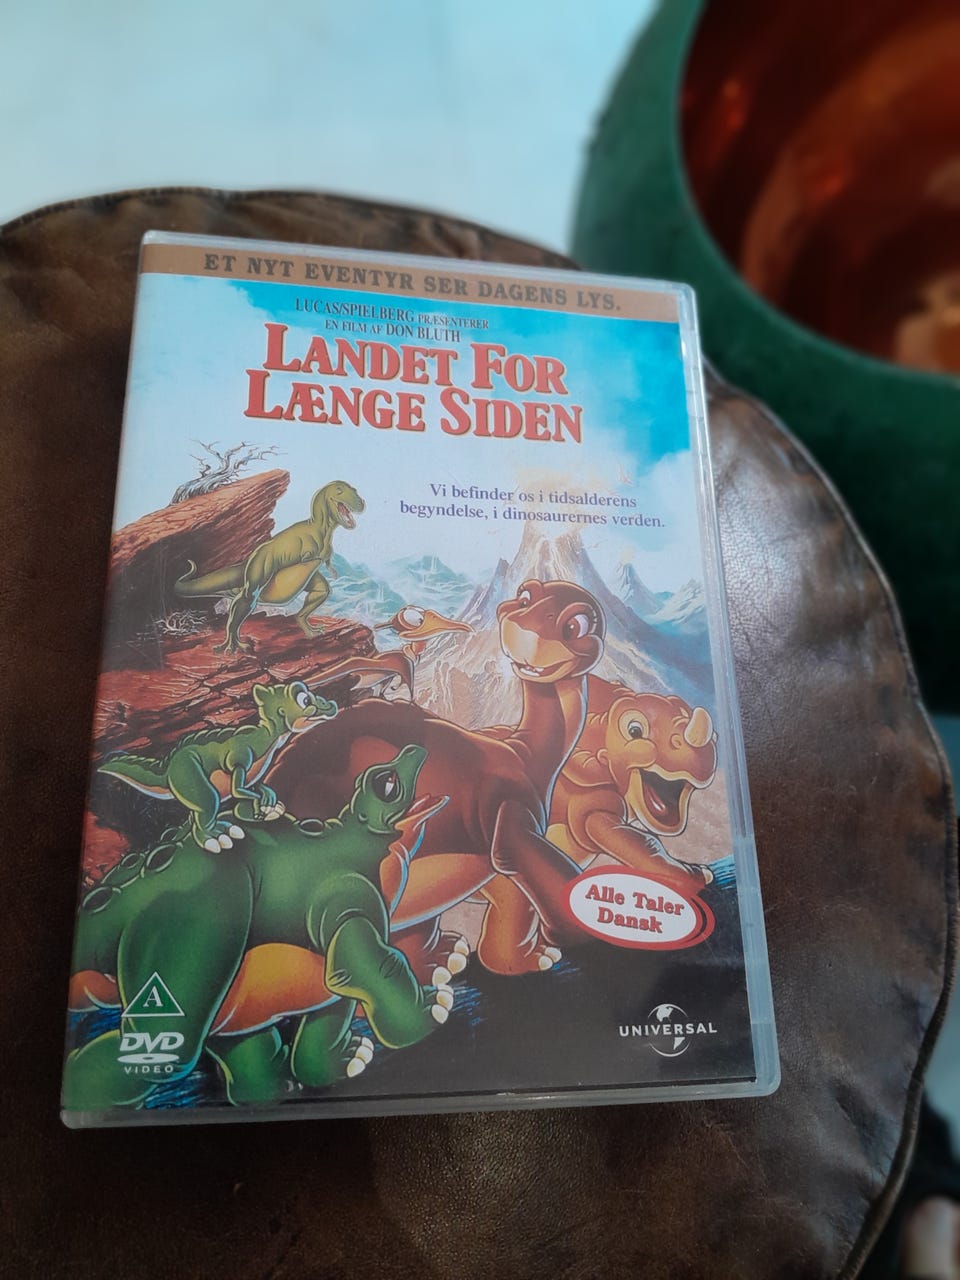 ET NYT EVENTYR SER DAGENS LYS.
LUCAS/SPIELBERG PRÆSENTERER
EN FILM AF DON BLUTH
LANDET FOR
LÆNGE SIDEN
Vi befinder os i tidsalderens
begyndelse, i dinosaurernes verden.
Alle Taler
Dansk
A
DVD
VIDEO
UNIVERSAL